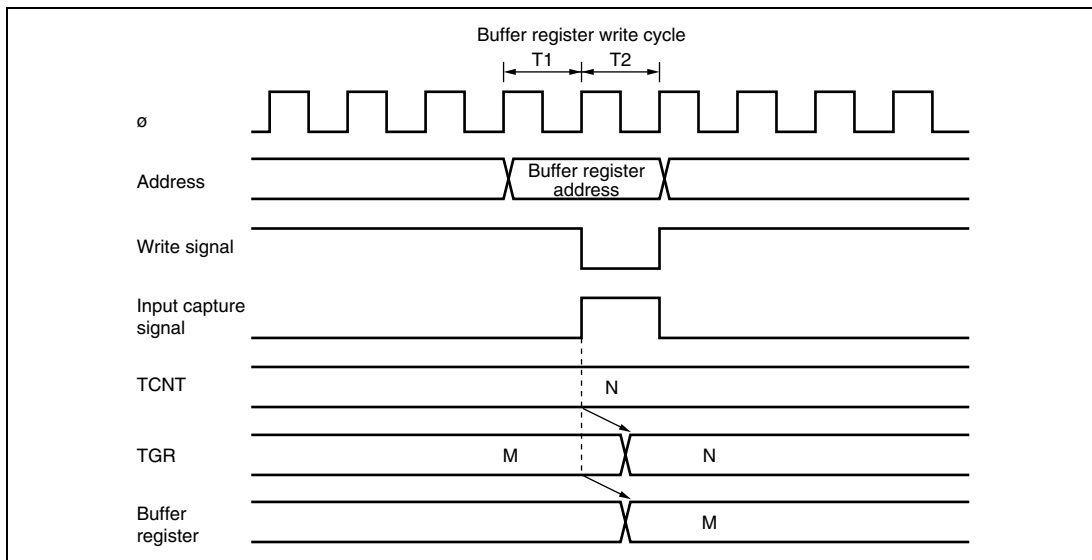 Buffer register write cycle
T1 T2
ø
Address
Buffer register
address
Write signal
Input capture
signal
TCNT
N
TGR
M
N
Buffer
register
M